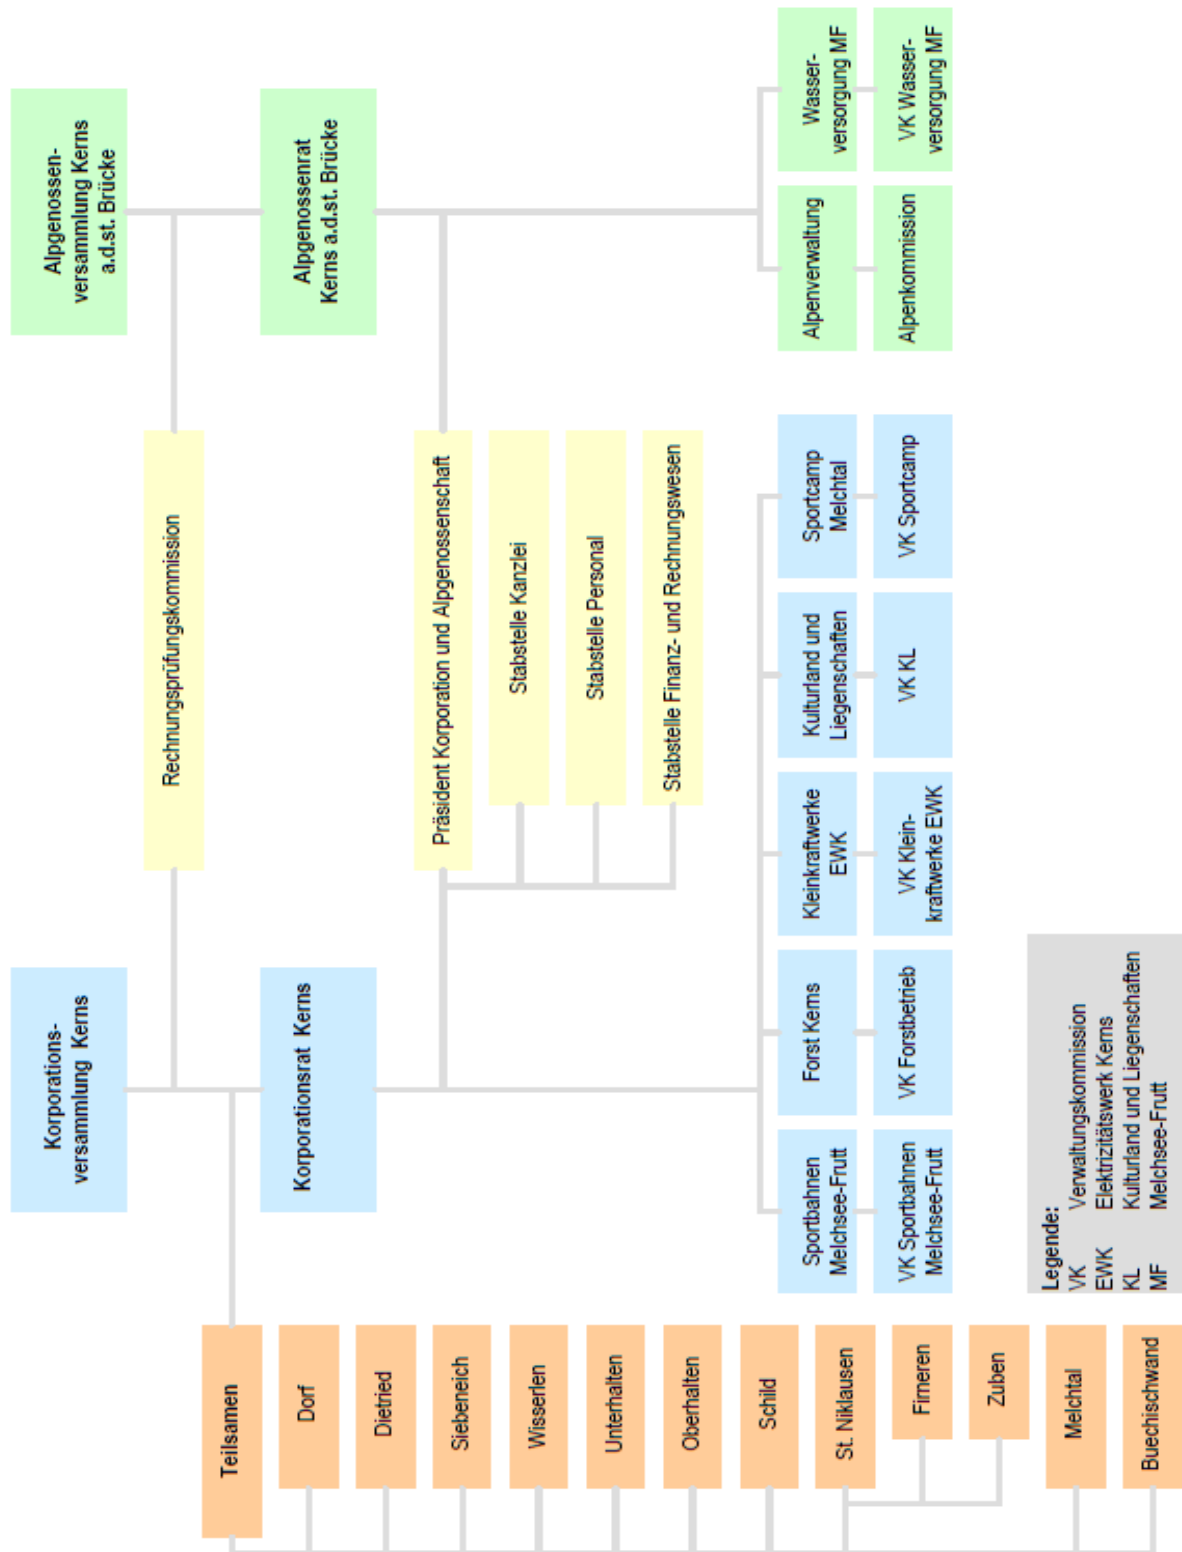 Korporations-
versammlung Kerns
Alpgenossen-
versammlung Kerns
a.d.st. Brücke
Rechnungsprüfungskommission
Teilsamen
Korporationsrat Kerns
Alpgenossenrat
Kerns a.d.st. Brücke
Dorf
Dietried
Siebeneich
Wisserlen
Unterhalten
Oberhalten
Schild
St. Niklausen
Firneren
Zuben
Melchtal
Buechischwand
Präsident Korporation und Alpgenossenschaft
Stabstelle Kanzlei
Stabstelle Personal
Stabstelle Finanz- und Rechnungswesen
Sportbahnen
Melchsee-Frutt
Forst Kerns
Kleinkraftwerke
EWK
Kulturland und
Liegenschaften
Sportcamp
Melchtal
Alpenverwaltung
Wasser-
versorgung MF
VK Sportbahnen
Melchsee-Frutt
VK Forstbetrieb
VK Klein-
kraftwerke EWK
VK KL
VK Sportcamp
Alpenkommission
VK Wasser-
versorgung MF
Legende:
VK Verwaltungskommission
EWK Elektrizitätswerk Kerns
KL Kulturland und Liegenschaften
MF Melchsee-Frutt